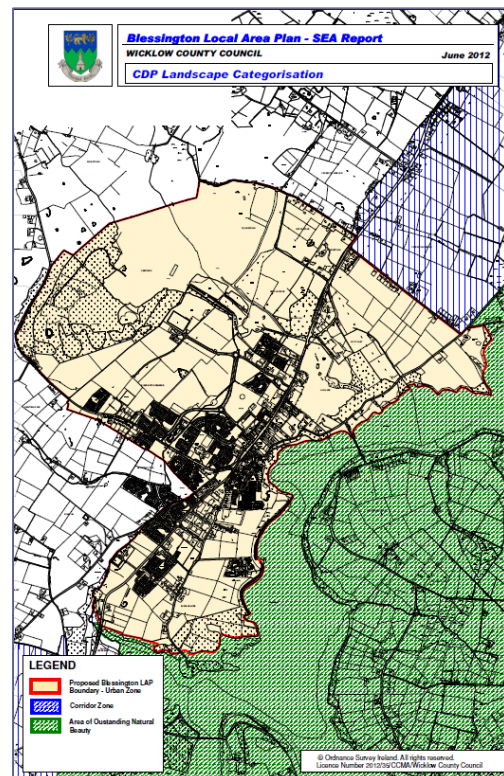 Blessington Local Area Plan - SEA Report
WICKLOW COUNTY COUNCIL
June 2012
CDP Landscape Categorisation
LEGEND
Proposed Blessington LAP
Boundary - Urban Zone
Corridor Zone
Area of Oustanding Natural
Beauty
© Ordnance Survey Ireland. All rights reserved.
Licence Number 2012/35/CCMA/Wicklow County Council